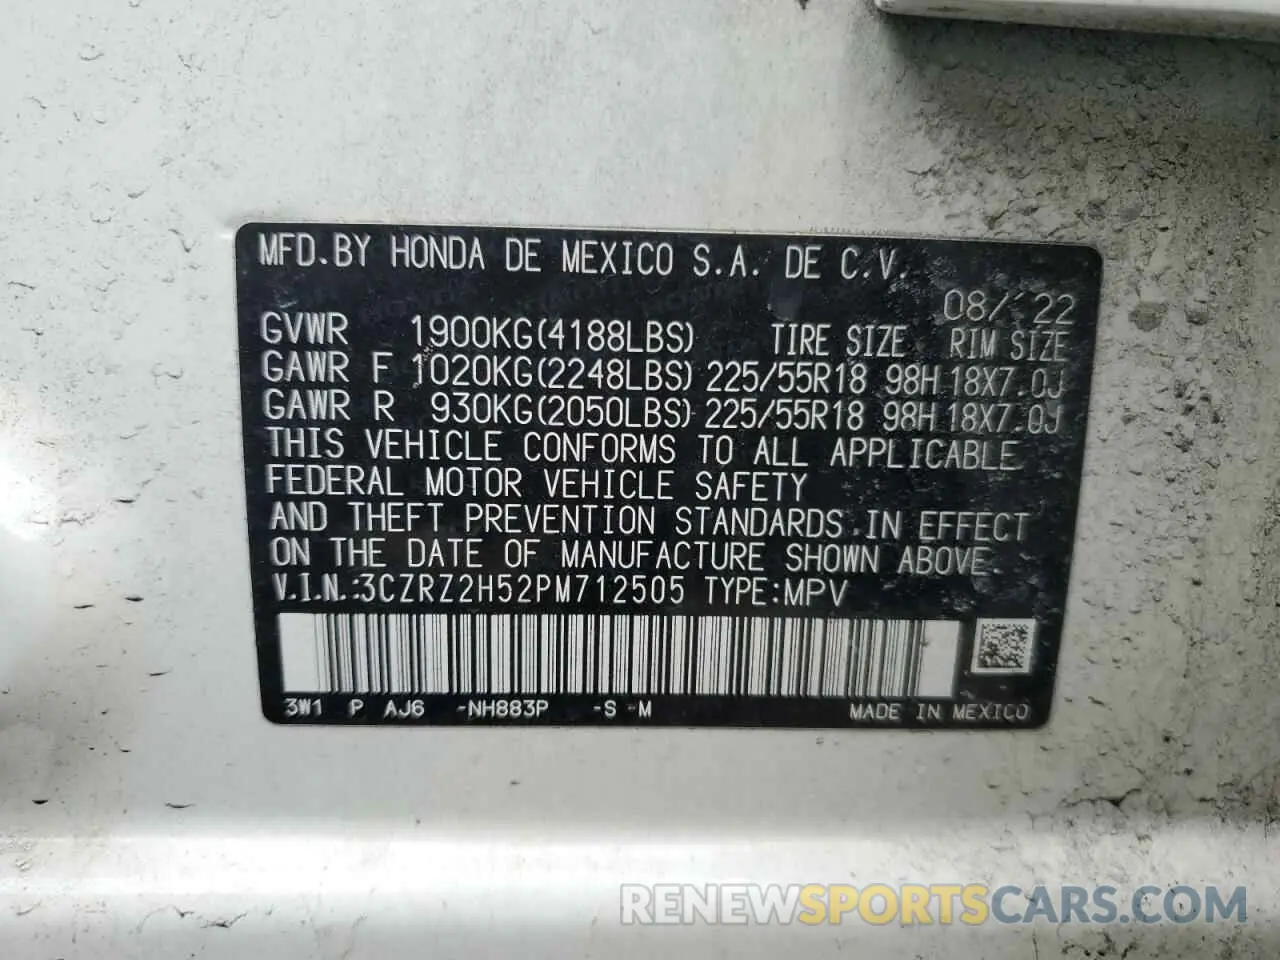 MFD.BY HONDA DE MEXICO S.A. DE C.V.
08/'22
GVWR 1900KG(4188LBS) TIRE SIZE RIM SIZE
GAWR F 1020KG(2248LBS) 225/55R18 98H 18X7.0J
GAWR R 930KG(2050LBS) 225/55R18 98H 18X7.0J
THIS VEHICLE CONFORMS TO ALL APPLICABLE
FEDERAL MOTOR VEHICLE SAFETY
AND THEFT PREVENTION STANDARDS IN EFFECT
ON THE DATE OF MANUFACTURE SHOWN ABOVE.
V.I.N.:3CZRZ2H52PM712505 TYPE:MPV
3W1 P AJ6 -NH883P -S -M MADE IN MEXICO
RENEWSPORTSCARS.COM